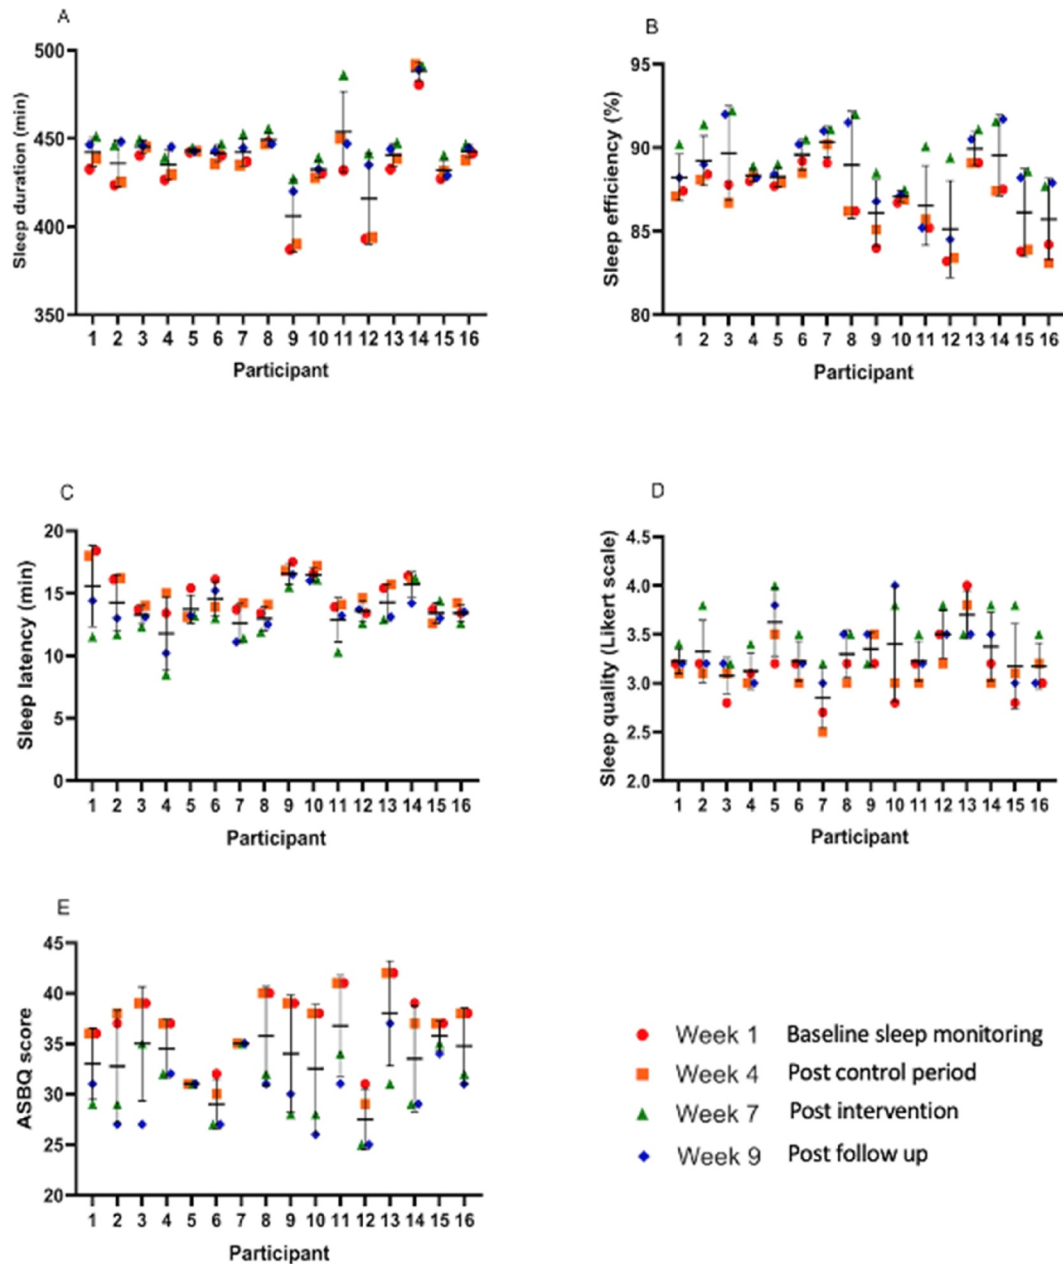 A
Sleep duration (min)
500
450
400
350
1 2 3 4 5 6 7 8 9 10 11 12 13 14 15 16
Participant
B
Sleep efficiency (%)
95
90
85
80
1 2 3 4 5 6 7 8 9 10 11 12 13 14 15 16
Participant
C
Sleep latency (min)
20
15
10
5
0
1 2 3 4 5 6 7 8 9 10 11 12 13 14 15 16
Participant
D
Sleep quality (Likert scale)
4.5
4.0
3.5
3.0
2.5
2.0
1 2 3 4 5 6 7 8 9 10 11 12 13 14 15 16
Participant
E
ASBQ score
45
40
35
30
25
20
1 2 3 4 5 6 7 8 9 10 11 12 13 14 15 16
Participant
Week 1 Baseline sleep monitoring
Week 4 Post control period
Week 7 Post intervention
Week 9 Post follow up